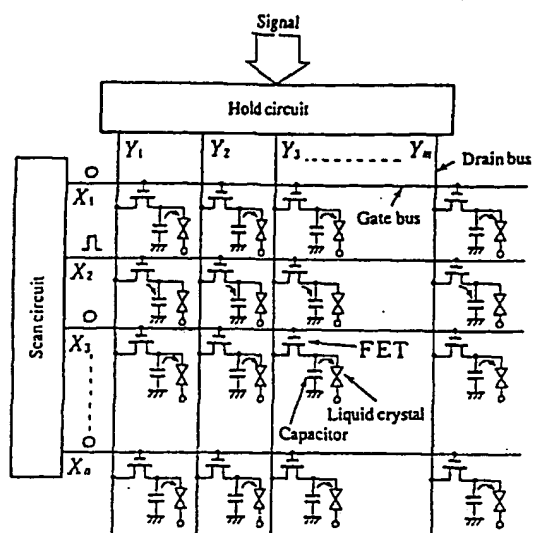 Signal
Hold circuit
Y1 Y2 Y3 Ym
Drain bus
X1
Gate bus
X2
Scan circuit
X3
FET
Liquid crystal
Capacitor
Xn